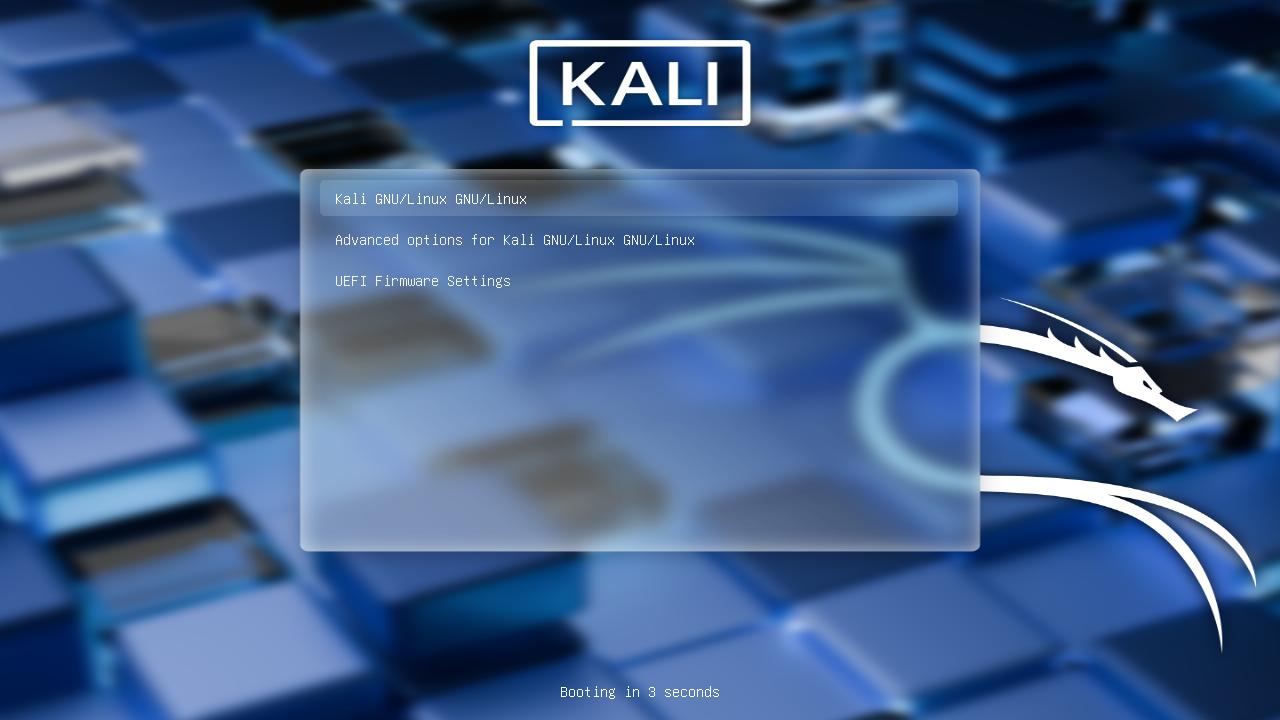 KALI
Kali GNU/Linux GNU/Linux
Advanced options for Kali GNU/Linux GNU/Linux
UEFI Firmware Settings
Booting in 3 seconds